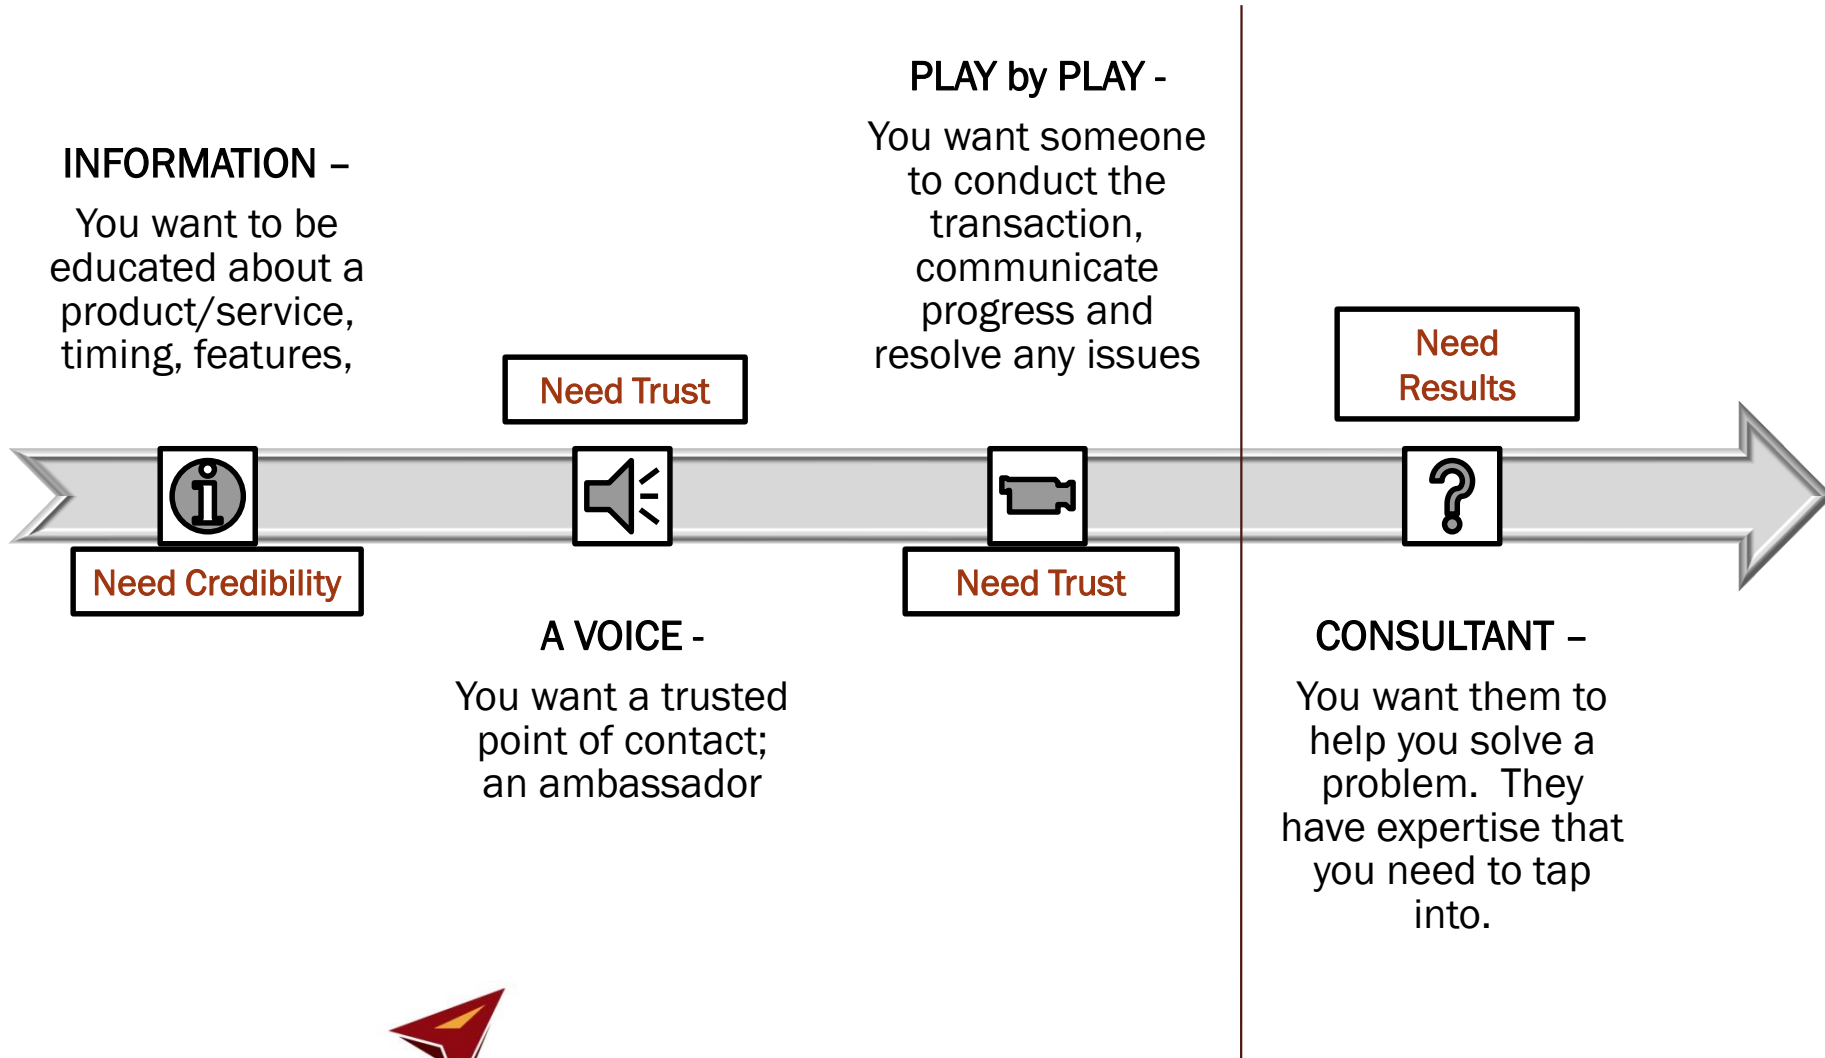 INFORMATION –
You want to be
educated about a
product/service,
timing, features,
Need Credibility
Need Trust
A VOICE -
You want a trusted
point of contact;
an ambassador
PLAY by PLAY -
You want someone
to conduct the
transaction,
communicate
progress and
resolve any issues
Need Trust
Need
Results
CONSULTANT –
You want them to
help you solve a
problem.  They
have expertise that
you need to tap
into.